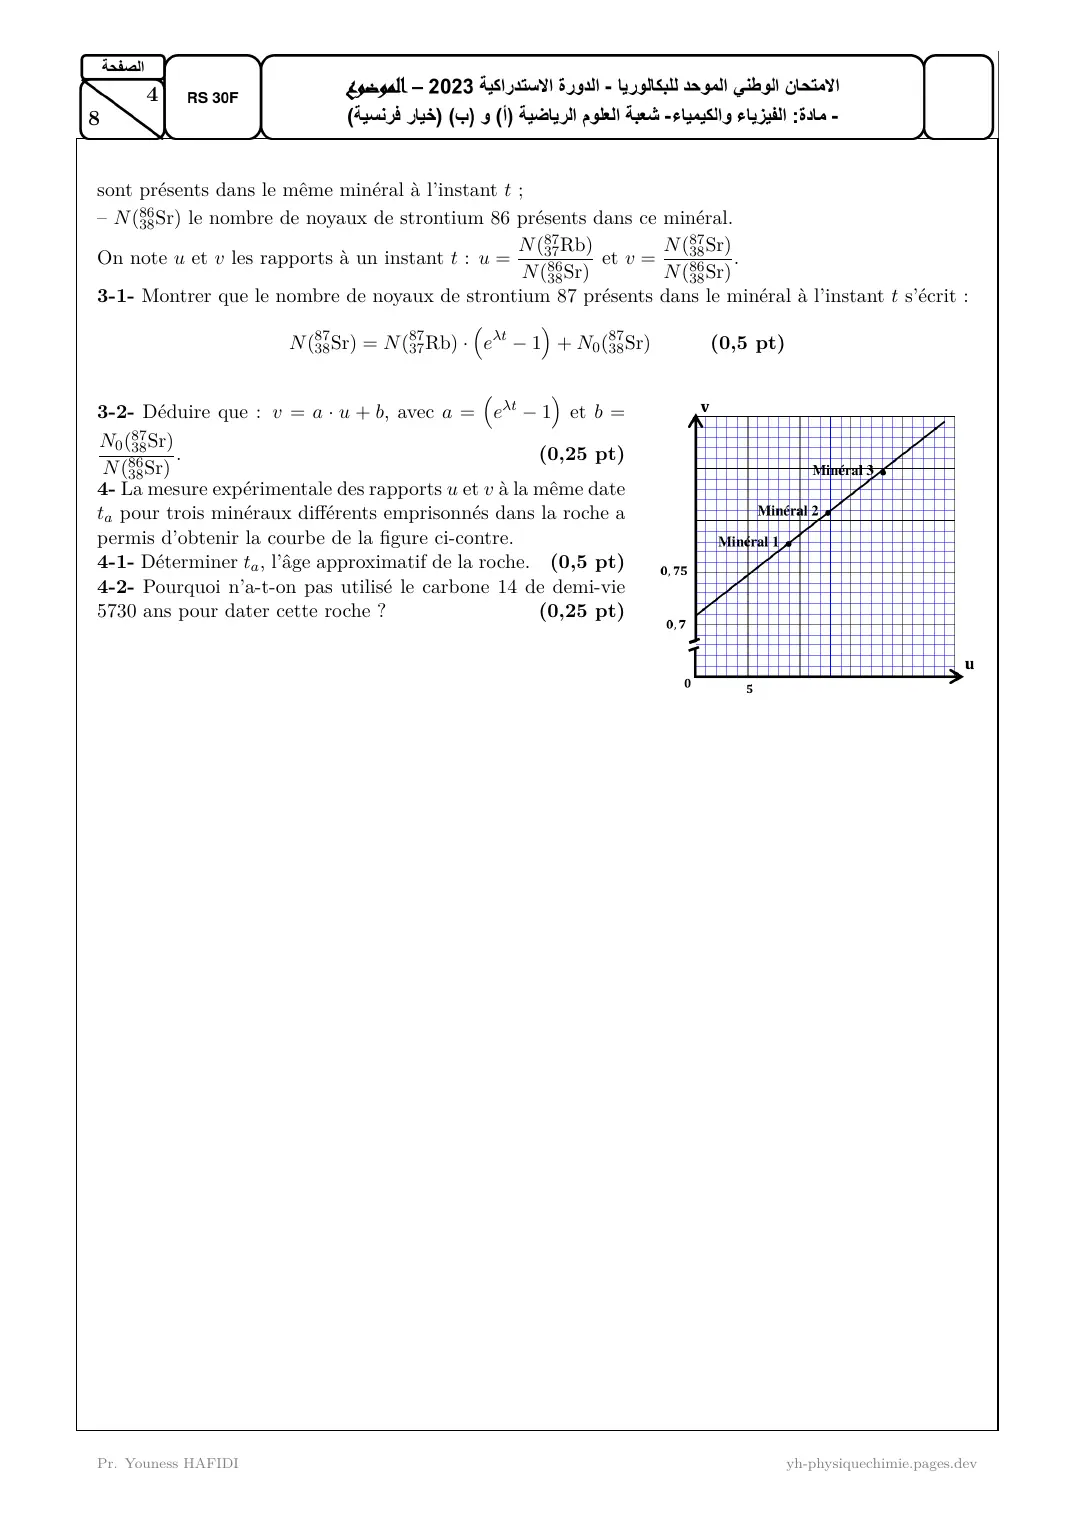 الصفحة
4
8
RS 30F
الامتحان الوطني الموحد للبكالوريا - الدورة الاستدراكية 2023 – الموضوع
- مادة: الفيزياء والكيمياء- شعبة العلوم الرياضية (أ) و (ب) (خيار فرنسية)
sont présents dans le même minéral à l'instant t ;
– N(⁸⁶₃₈Sr) le nombre de noyaux de strontium 86 présents dans ce minéral.
On note u et v les rapports à un instant t : u = N(⁸⁷₃₇Rb)/N(⁸⁶₃₈Sr) et v = N(⁸⁷₃₈Sr)/N(⁸⁶₃₈Sr).
3-1- Montrer que le nombre de noyaux de strontium 87 présents dans le minéral à l'instant t s'écrit :
N(⁸⁷₃₈Sr) = N(⁸⁷₃₇Rb) · (e^{λt} − 1) + N₀(⁸⁷₃₈Sr) (0,5 pt)
3-2- Déduire que : v = a · u + b, avec a = (e^{λt} − 1) et b =
N₀(⁸⁷₃₈Sr)/N(⁸⁶₃₈Sr). (0,25 pt)
4- La mesure expérimentale des rapports u et v à la même date
tₐ pour trois minéraux différents emprisonnés dans la roche a
permis d'obtenir la courbe de la figure ci-contre.
4-1- Déterminer tₐ, l'âge approximatif de la roche. (0,5 pt)
4-2- Pourquoi n'a-t-on pas utilisé le carbone 14 de demi-vie
5730 ans pour dater cette roche ? (0,25 pt)
v
Minéral 3
Minéral 2
Minéral 1
0,75
0,7
u
0
5
Pr. Youness HAFIDI
yh-physiquechimie.pages.dev